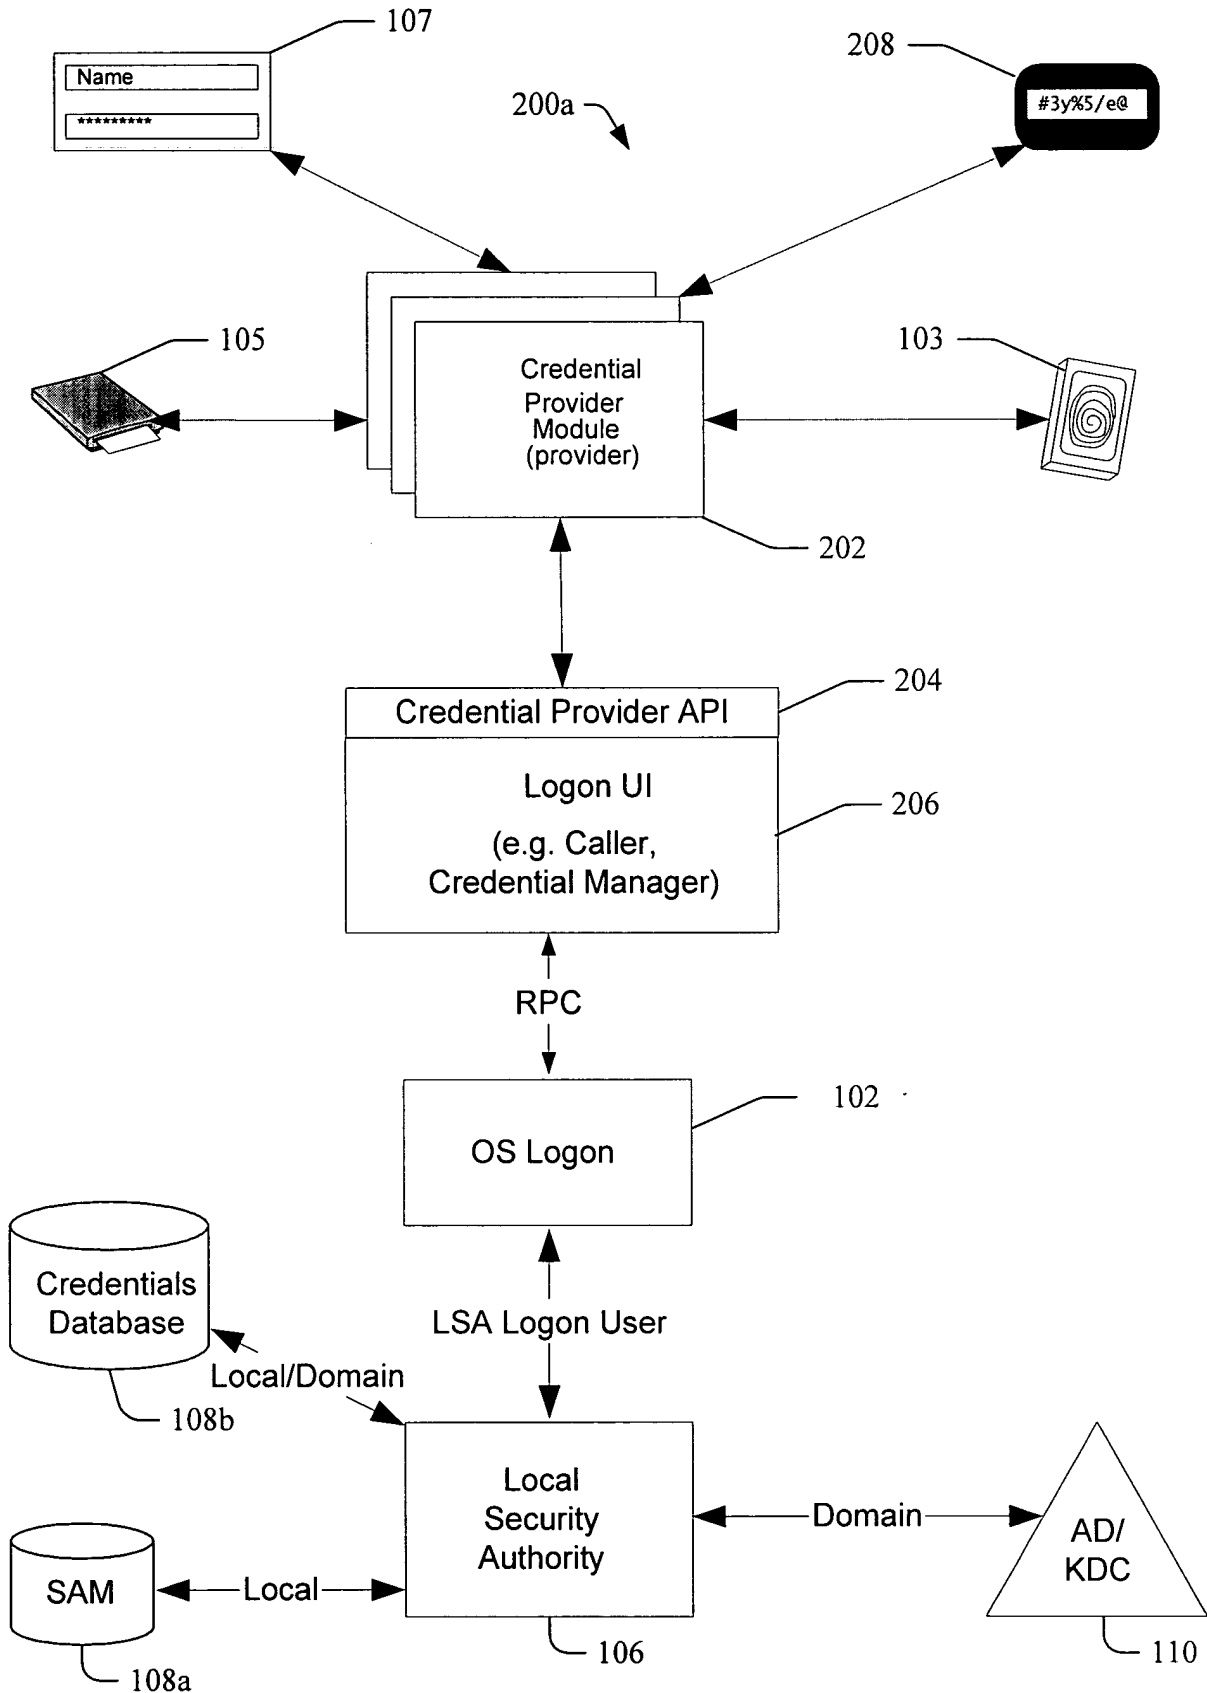 107
Name
*********
200a
208
#3y%5/e@
105
103
Credential
Provider
Module
(provider)
202
204
Credential Provider API
Logon UI
206
(e.g. Caller,
Credential Manager)
RPC
102
OS Logon
Credentials
Database
LSA Logon User
Local/Domain
108b
Local
Security
Authority
Domain
AD/
KDC
SAM
Local
106
110
108a